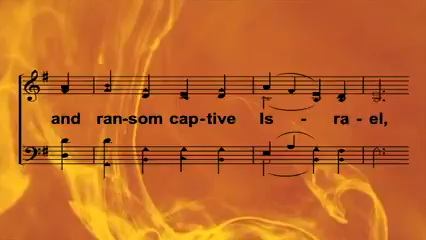 and ran-som cap-tive Is - ra - el,